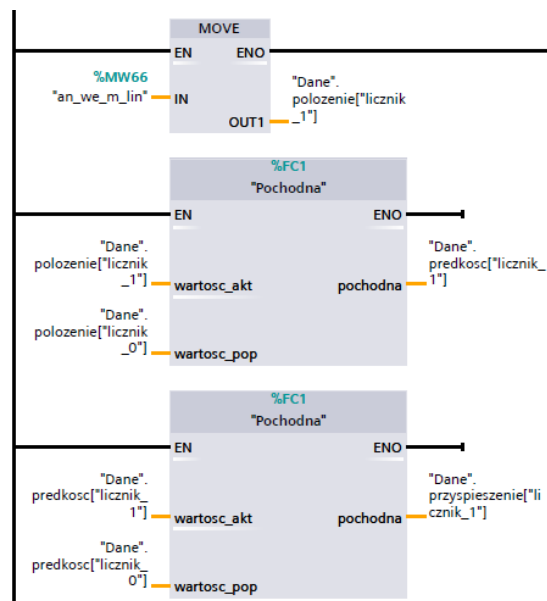 MOVE
EN ENO
%MW66
"an_we_m_lin" IN
"Dane".
polozenie["licznik
OUT1 _1"]
%FC1
"Pochodna"
EN ENO
"Dane".
polozenie["licznik
_1"] wartosc_akt
"Dane".
predkosc["licznik_
pochodna 1"]
"Dane".
polozenie["licznik
_0"] wartosc_pop
%FC1
"Pochodna"
EN ENO
"Dane".
predkosc["licznik_
1"] wartosc_akt
"Dane".
przyspieszenie["li
pochodna cznik_1"]
"Dane".
predkosc["licznik_
0"] wartosc_pop